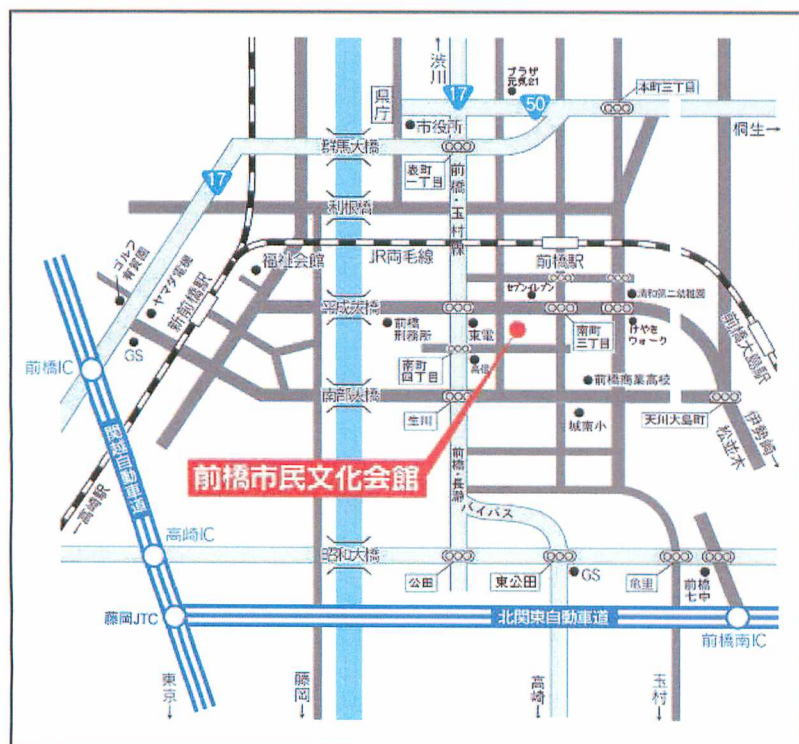 ↑渋川
プラザ元気21
本町三丁目
県庁
17
50
市役所
桐生→
群馬大橋
表町一丁目
17
前橋・玉村線
利根橋
ゴルフ有賀園
ヤマダ電機
福祉会館
JR両毛線
前橋駅
新前橋駅
セブンイレブン
清和第二幼稚園
平成大橋
GS
前橋刑務所
東電
南町三丁目
けやきウォーク
前橋大島駅
前橋IC
南町四丁目
高信
前橋商業高校
南部大橋
生川
城南小
天川大島町
伊勢崎→
松並木
関越自動車道
前橋市民文化会館
前橋・長瀞
バイパス
高崎駅
高崎IC
昭和大橋
公田
東公田
GS
亀里
前橋七中
藤岡JTC
北関東自動車道
前橋南IC
東京→
藤岡→
高崎→
玉村→